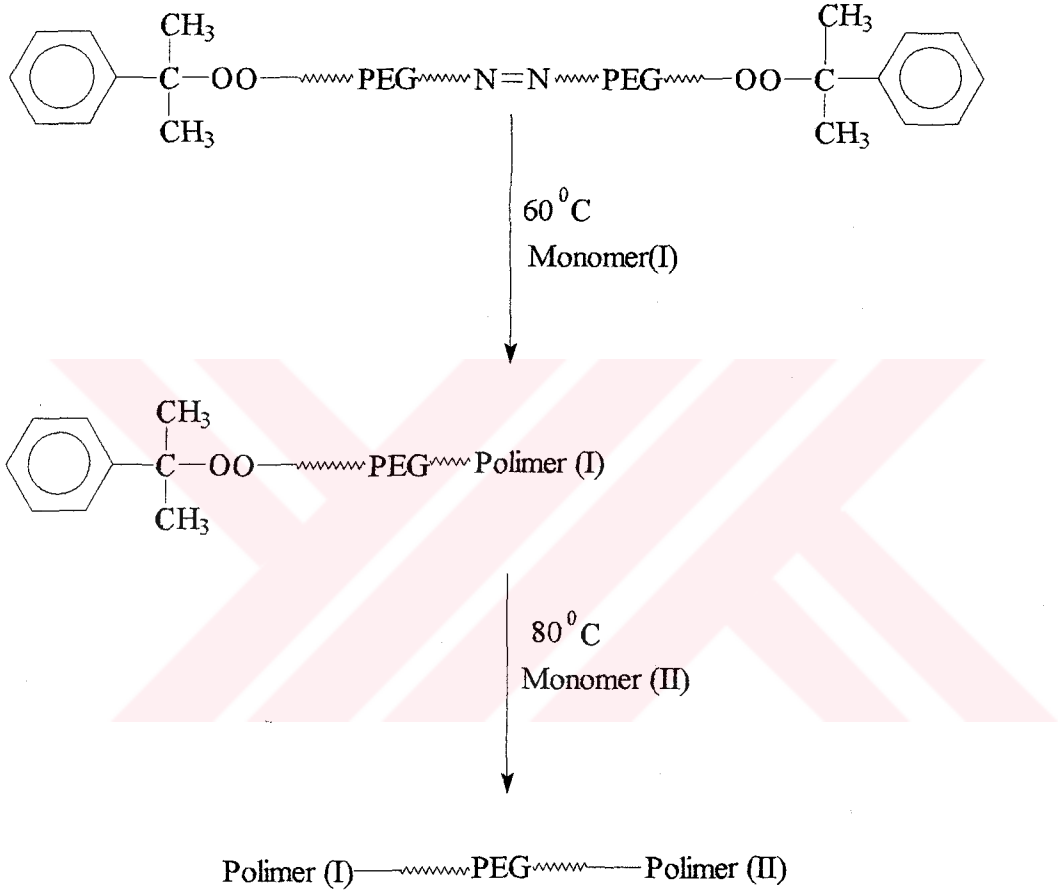 CH₃ CH₃
C—OO—PEG—N=N—PEG—OO—C
CH₃ CH₃
60 ⁰C
Monomer(I)
CH₃
C—OO—PEG—Polimer (I)
CH₃
80 ⁰C
Monomer (II)
Polimer (I)—PEG—Polimer (II)